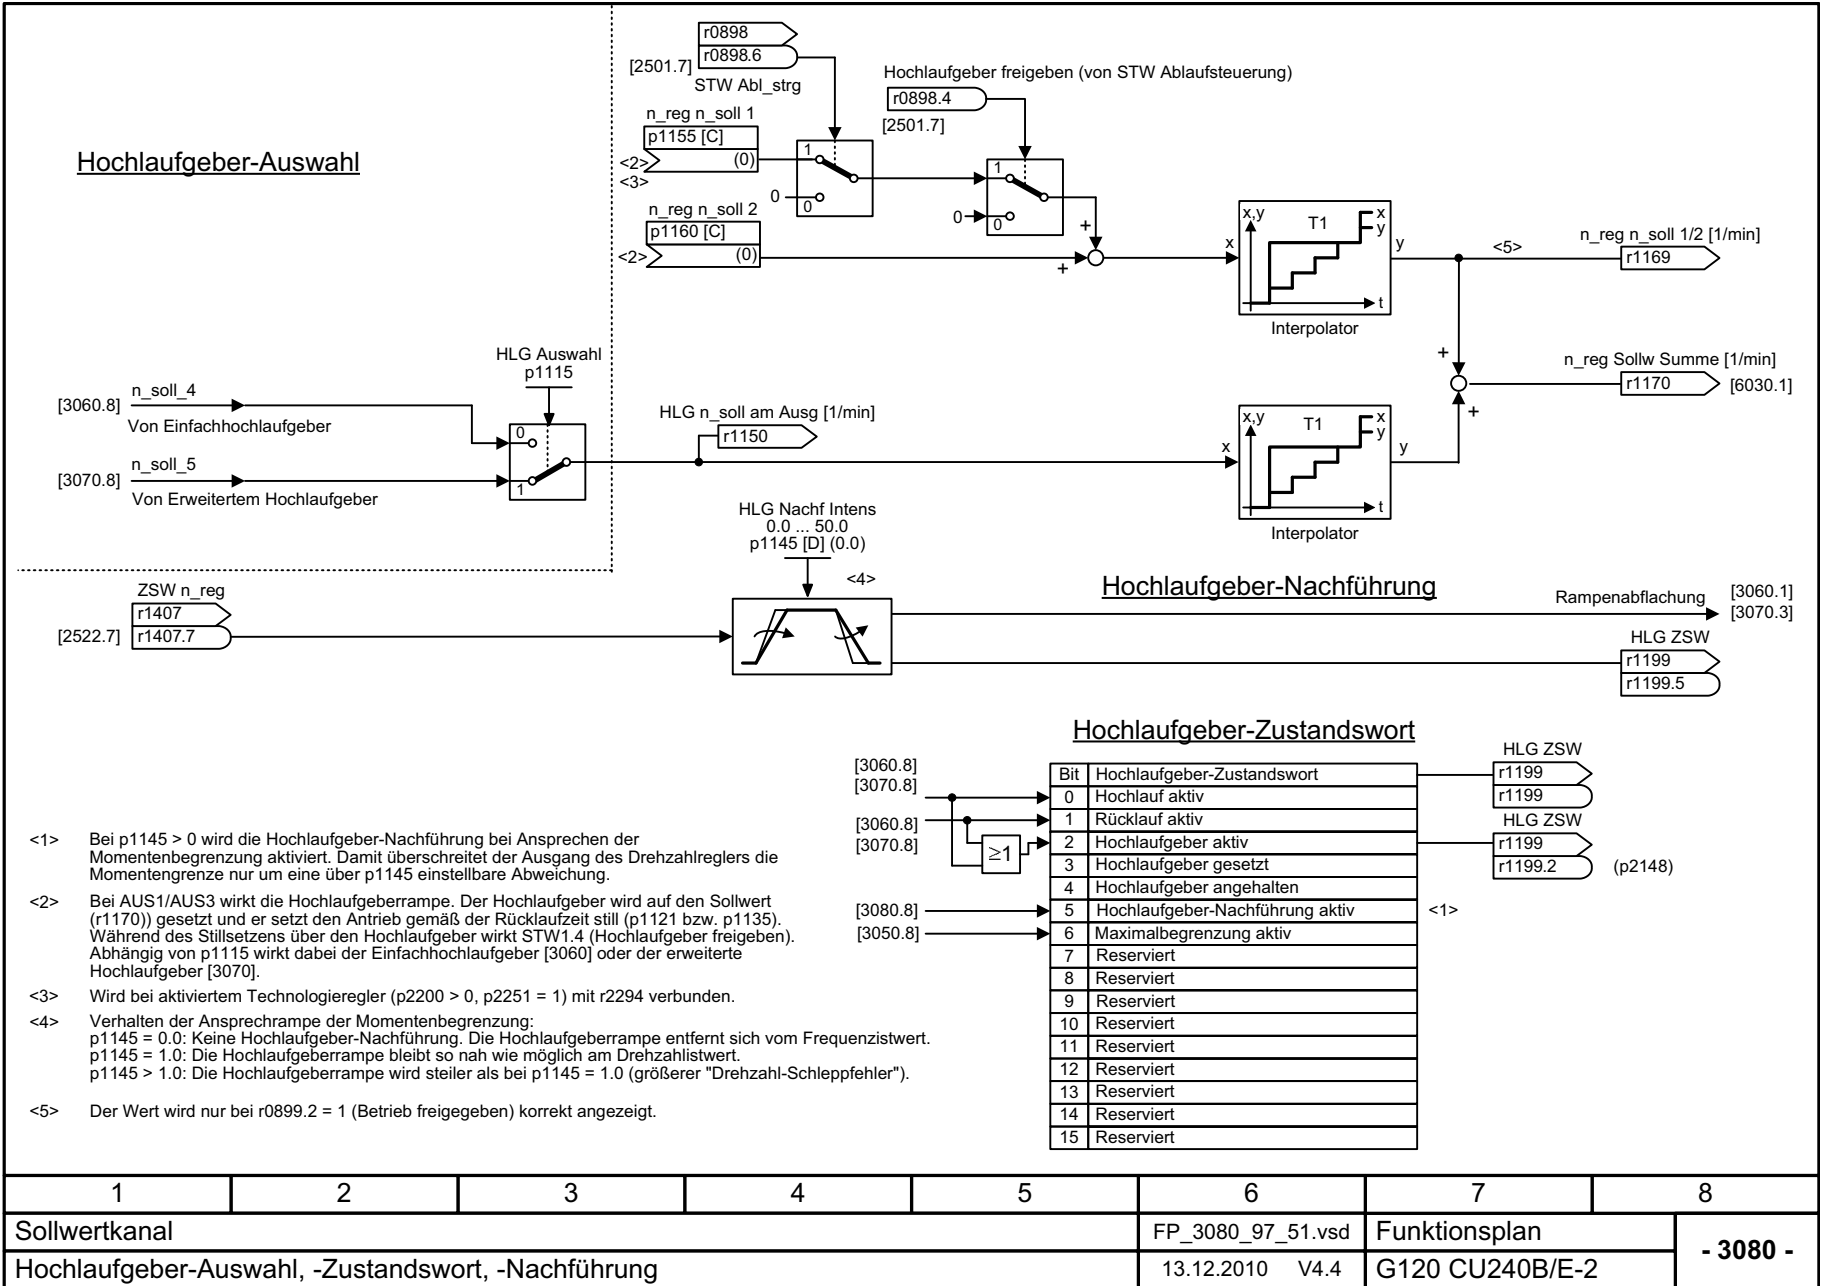 r0898
r0898.6
[2501.7]
STW Abl_strg
Hochlaufgeber freigeben (von STW Ablaufsteuerung)
r0898.4
[2501.7]
Hochlaufgeber-Auswahl
n_reg n_soll 1
p1155 [C]
(0)
<2>
<3>
1
0
0
1
0
0
n_reg n_soll 2
p1160 [C]
(0)
<2>
+
+
x
x,y
T1
x
y
t
y
Interpolator
<5>
n_reg n_soll 1/2 [1/min]
r1169
HLG Auswahl
p1115
[3060.8]
n_soll_4
Von Einfachhochlaufgeber
[3070.8]
n_soll_5
Von Erweitertem Hochlaufgeber
0
1
HLG n_soll am Ausg [1/min]
r1150
x
x,y
T1
x
y
t
y
Interpolator
+
+
n_reg Sollw Summe [1/min]
r1170
[6030.1]
HLG Nachf Intens
0.0 ... 50.0
p1145 [D] (0.0)
<4>
Hochlaufgeber-Nachführung
ZSW n_reg
r1407
[2522.7]
r1407.7
Rampenabflachung
[3060.1]
[3070.3]
HLG ZSW
r1199
r1199.5
Hochlaufgeber-Zustandswort
[3060.8]
[3070.8]
[3060.8]
[3070.8]
≥1
[3080.8]
[3050.8]
Bit Hochlaufgeber-Zustandswort
0 Hochlauf aktiv
1 Rücklauf aktiv
2 Hochlaufgeber aktiv
3 Hochlaufgeber gesetzt
4 Hochlaufgeber angehalten
5 Hochlaufgeber-Nachführung aktiv
6 Maximalbegrenzung aktiv
7 Reserviert
8 Reserviert
9 Reserviert
10 Reserviert
11 Reserviert
12 Reserviert
13 Reserviert
14 Reserviert
15 Reserviert
HLG ZSW
r1199
r1199
HLG ZSW
r1199
r1199.2
(p2148)
<1>
<1> Bei p1145 > 0 wird die Hochlaufgeber-Nachführung bei Ansprechen der
Momentenbegrenzung aktiviert. Damit überschreitet der Ausgang des Drehzahlreglers die
Momentengrenze nur um eine über p1145 einstellbare Abweichung.
<2> Bei AUS1/AUS3 wirkt die Hochlaufgeberrampe. Der Hochlaufgeber wird auf den Sollwert
(r1170)) gesetzt und er setzt den Antrieb gemäß der Rücklaufzeit still (p1121 bzw. p1135).
Während des Stillsetzens über den Hochlaufgeber wirkt STW1.4 (Hochlaufgeber freigeben).
Abhängig von p1115 wirkt dabei der Einfachhochlaufgeber [3060] oder der erweiterte
Hochlaufgeber [3070].
<3> Wird bei aktiviertem Technologieregler (p2200 > 0, p2251 = 1) mit r2294 verbunden.
<4> Verhalten der Ansprechrampe der Momentenbegrenzung:
p1145 = 0.0: Keine Hochlaufgeber-Nachführung. Die Hochlaufgeberrampe entfernt sich vom Frequenzistwert.
p1145 = 1.0: Die Hochlaufgeberrampe bleibt so nah wie möglich am Drehzahlistwert.
p1145 > 1.0: Die Hochlaufgeberrampe wird steiler als bei p1145 = 1.0 (größerer "Drehzahl-Schleppfehler").
<5> Der Wert wird nur bei r0899.2 = 1 (Betrieb freigegeben) korrekt angezeigt.
1 2 3 4 5 6 7 8
Sollwertkanal
FP_3080_97_51.vsd
Funktionsplan
- 3080 -
Hochlaufgeber-Auswahl, -Zustandswort, -Nachführung
13.12.2010 V4.4
G120 CU240B/E-2